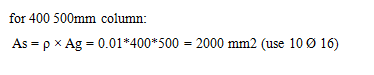 for 400 500mm column:
As = ρ × Ag = 0.01*400*500 = 2000 mm2 (use 10 Ø 16)